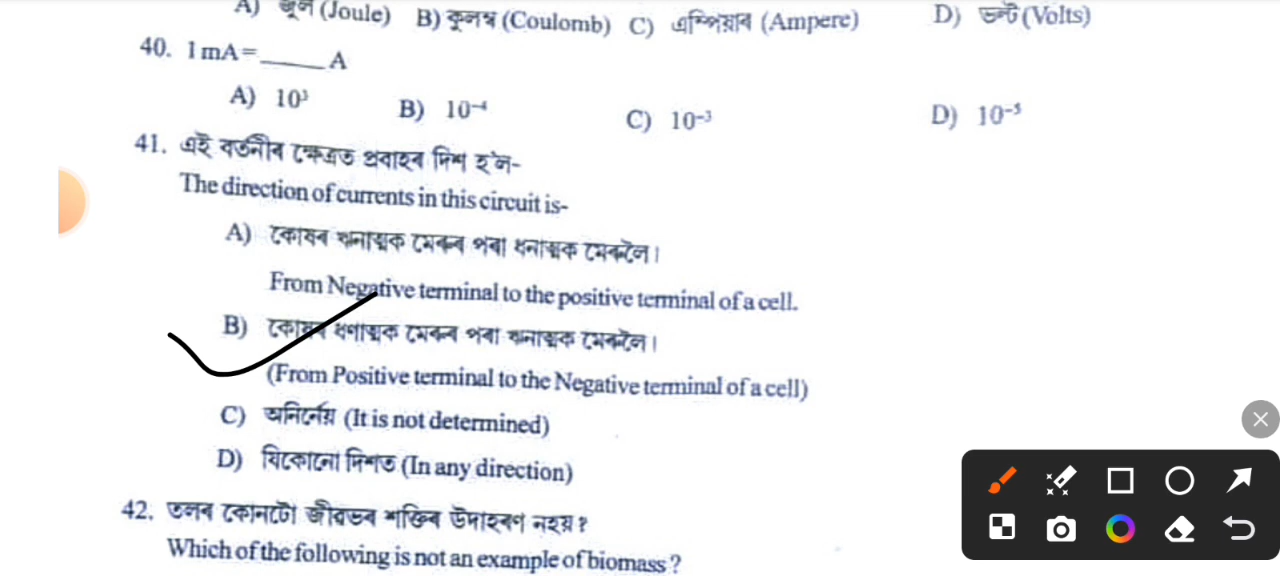 A) জুল (Joule) B) কুলম্ব (Coulomb) C) এম্পিয়াৰ (Ampere) D) ভল্ট (Volts)
40. 1 mA = _____ A
A) 10³ B) 10⁻⁴ C) 10⁻³ D) 10⁻⁵
41. এই বৰ্তনীৰ ক্ষেত্ৰত প্ৰবাহৰ দিশ হ'ল-
The direction of currents in this circuit is-
A) কোষৰ ঋনাত্মক মেৰুৰ পৰা ধনাত্মক মেৰুলৈ।
From Negative terminal to the positive terminal of a cell.
B) কোষৰ ধণাত্মক মেৰুৰ পৰা ঋনাত্মক মেৰুলৈ।
(From Positive terminal to the Negative terminal of a cell)
C) অনিৰ্নেয় (It is not determined)
D) যিকোনো দিশত (In any direction)
42. তলৰ কোনটো জীৱভৰ শক্তিৰ উদাহৰণ নহয় ?
Which of the following is not an example of biomass ?